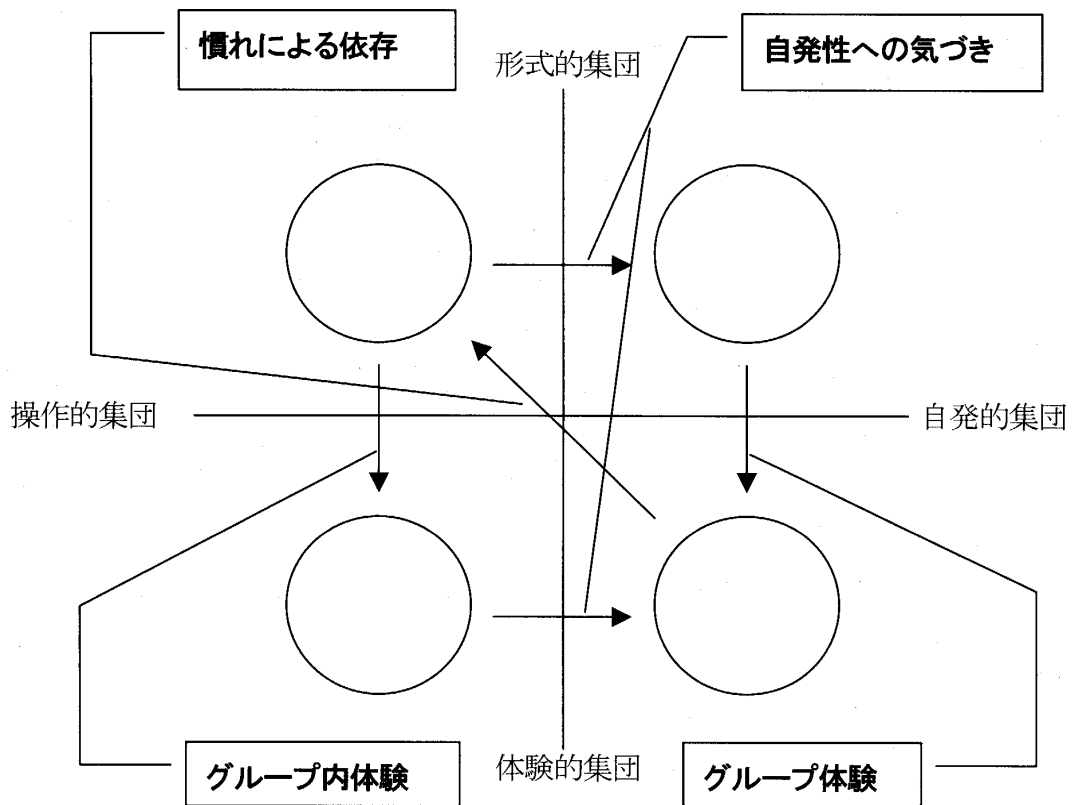 慣れによる依存
自発性への気づき
形式的集団
操作的集団
自発的集団
グループ内体験
体験的集団
グループ体験